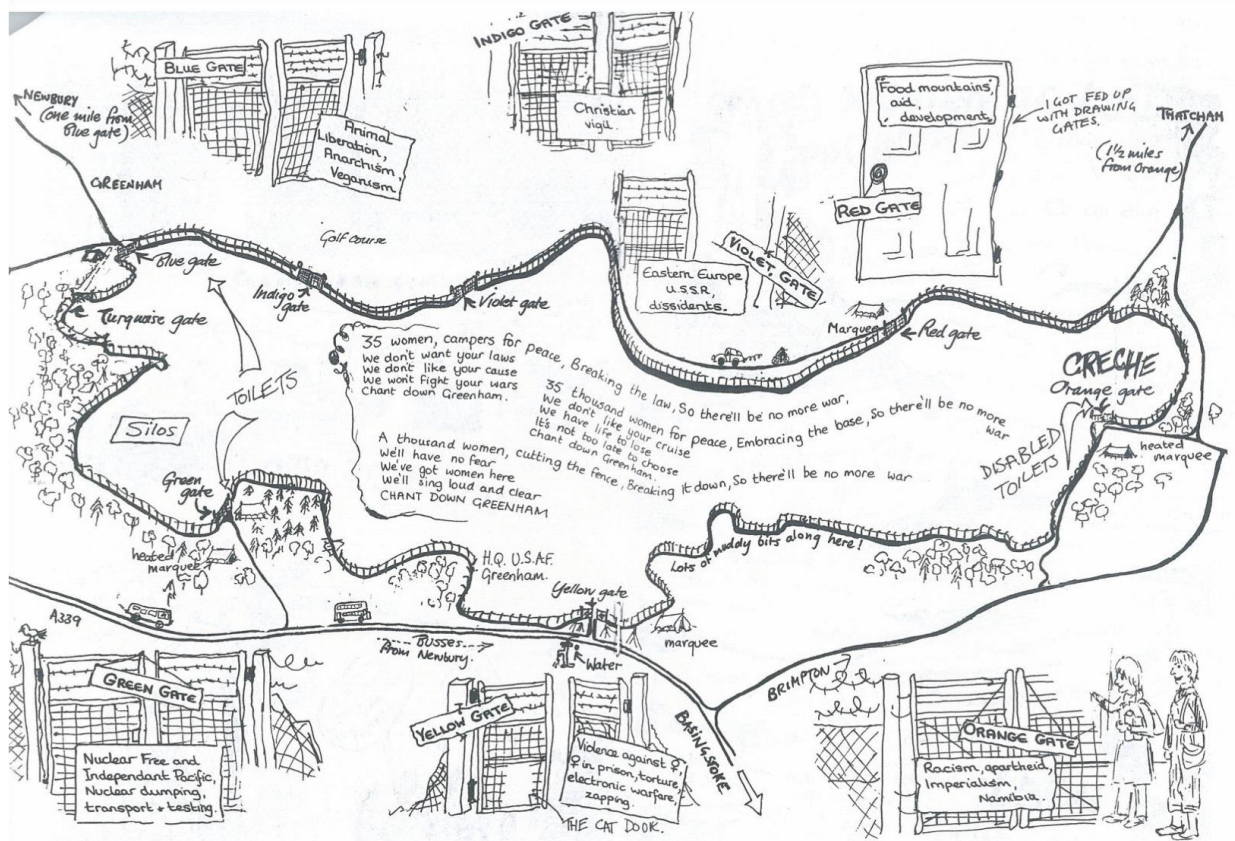 BLUE GATE
Animal
Liberation,
Anarchism,
Veganism.
INDIGO GATE
Christian
vigil.
Food mountains,
aid,
development.
RED GATE
I GOT FED UP
WITH DRAWING
GATES.
THATCHAM
(1½ miles
from Orange)
NEWBURY
(one mile from
Blue gate)
GREENHAM
Golf course
Eastern Europe
U.S.S.R,
dissidents.
VIOLET GATE
Blue gate
Indigo
gate
Violet gate
Marquee
Red gate
Turquoise gate
CRECHE
Orange gate
TOILETS
Silos
35 women, campers for peace, Breaking the law, So there'll be no more war.
We don't want your laws
We don't like your cause
We won't fight your wars
Chant down Greenham.
35 thousand women for peace, Embracing the base, So there'll be no more
war
We don't like your cruise
We have life to lose
It's not too late to choose
Chant down Greenham.
A thousand women, cutting the fence, Breaking it down, So there'll be no more war
We'll have no fear
We've got women here
We'll sing loud and clear
CHANT DOWN GREENHAM
DISABLED
TOILETS
heated
marquee
Green
gate
heated
marquee
H.Q. U.S.A.F.
Greenham.
Yellow gate
Lots of muddy bits along here!
marquee
A339
Busses
From Newbury.
Water
BRIMPTON
BASINGSTOKE
GREEN GATE
Nuclear Free and
Independant Pacific,
Nuclear dumping,
transport + testing.
YELLOW GATE
Violence against ♀,
♀ in prison, torture,
electronic warfare,
zapping.
THE CAT DOOK.
ORANGE GATE
Racism, apartheid,
Imperialism,
Namibia.